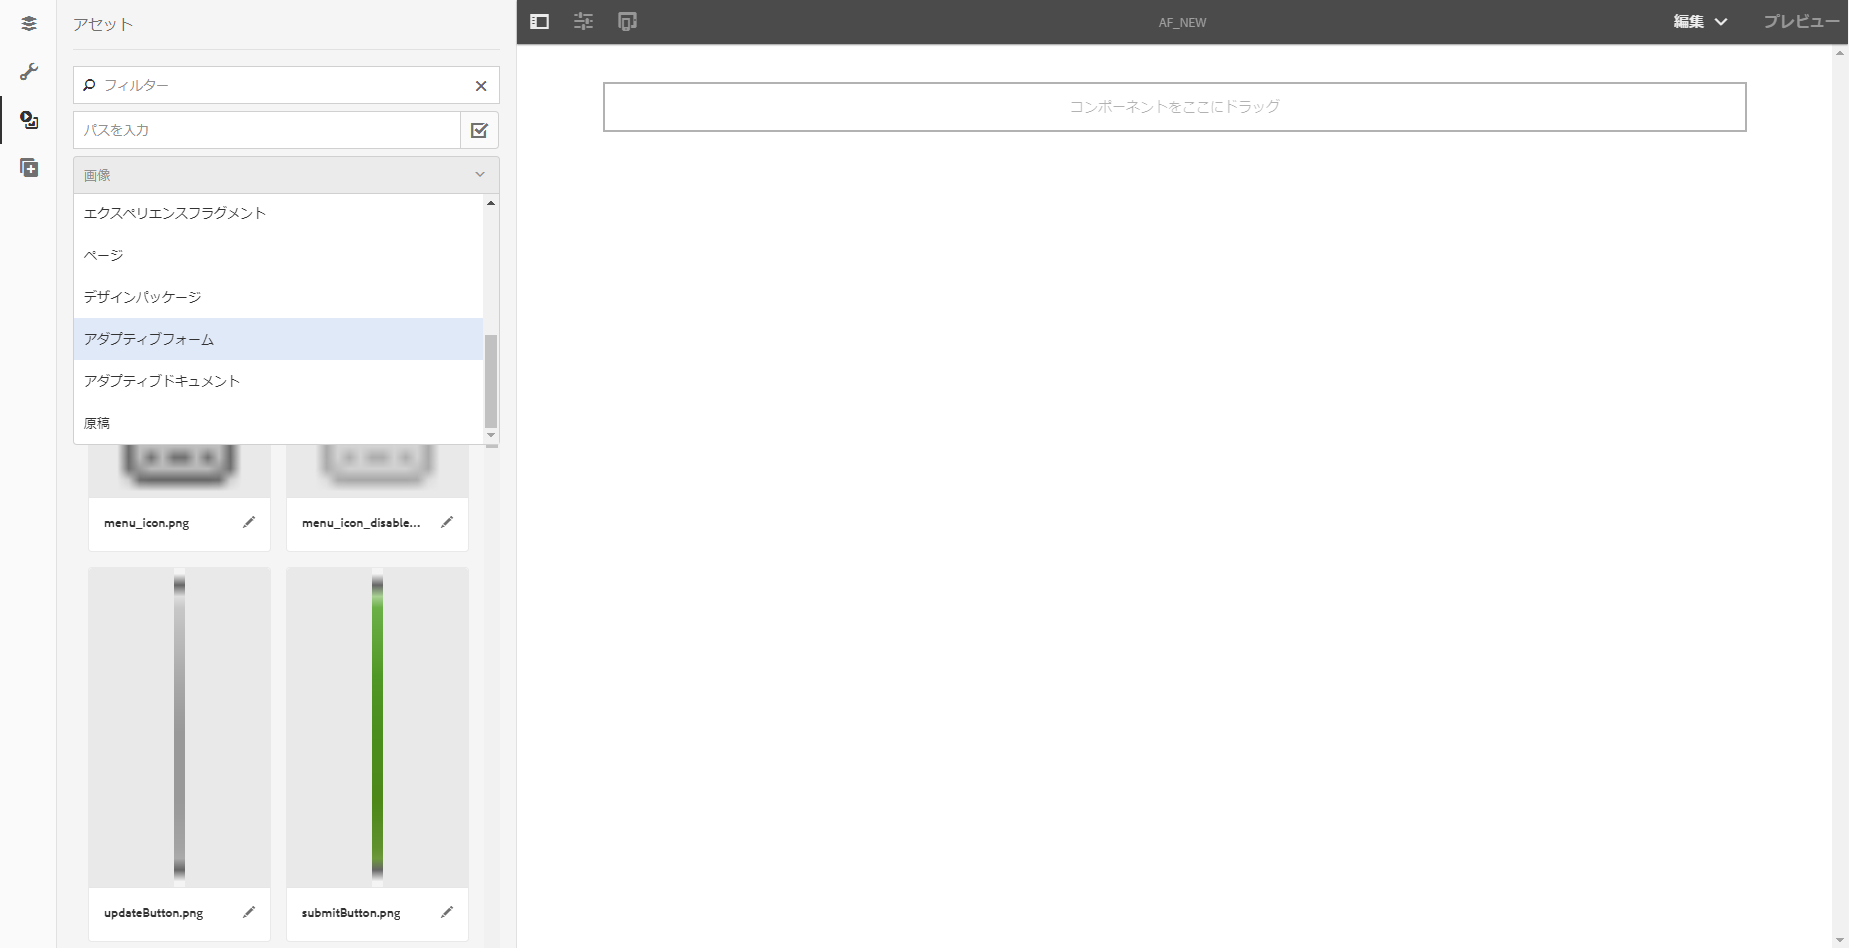 アセット
フィルター
パスを入力
画像
エクスペリエンスフラグメント
ページ
デザインパッケージ
アダプティブフォーム
アダプティブドキュメント
原稿
menu_icon.png
menu_icon_disable...
updateButton.png
submitButton.png
AF_NEW
編集
プレビュー
コンポーネントをここにドラッグ